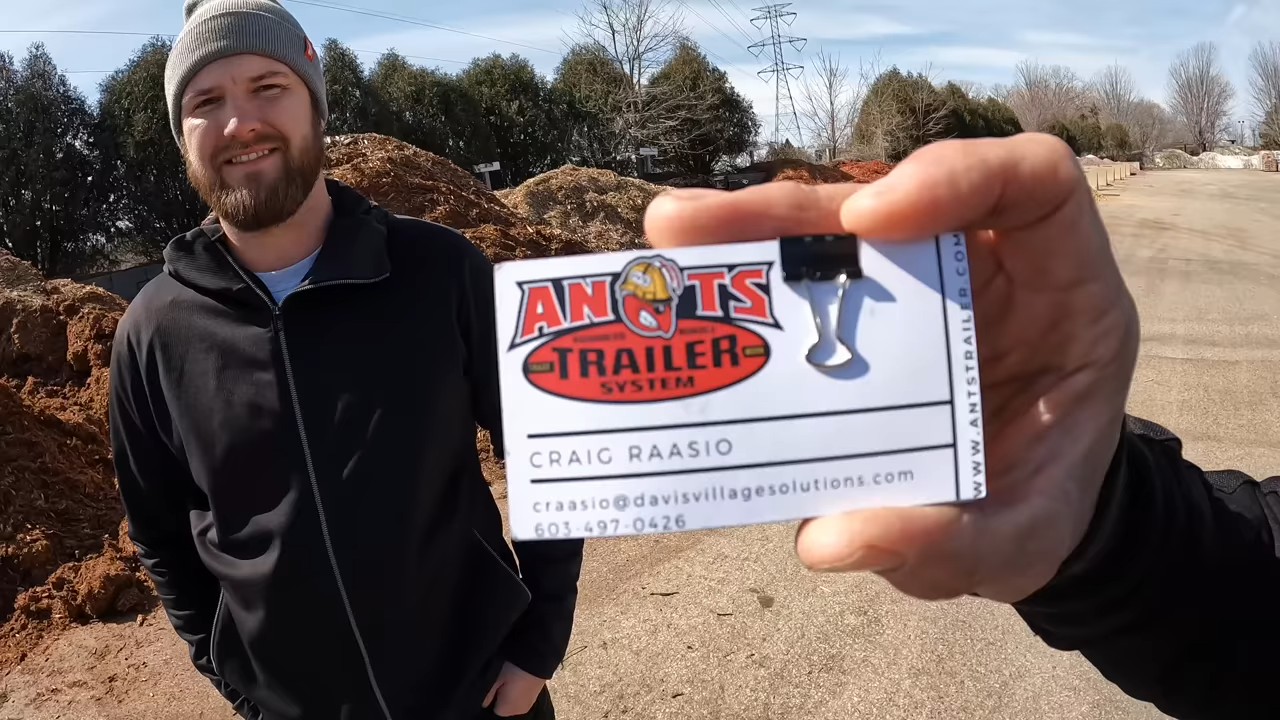 ANTS
TRAILER
SYSTEM
CRAIG RAASIO
craasio@davisvillagesolutions.com
603-497-0426
WWW.ANTSTRAILER.COM